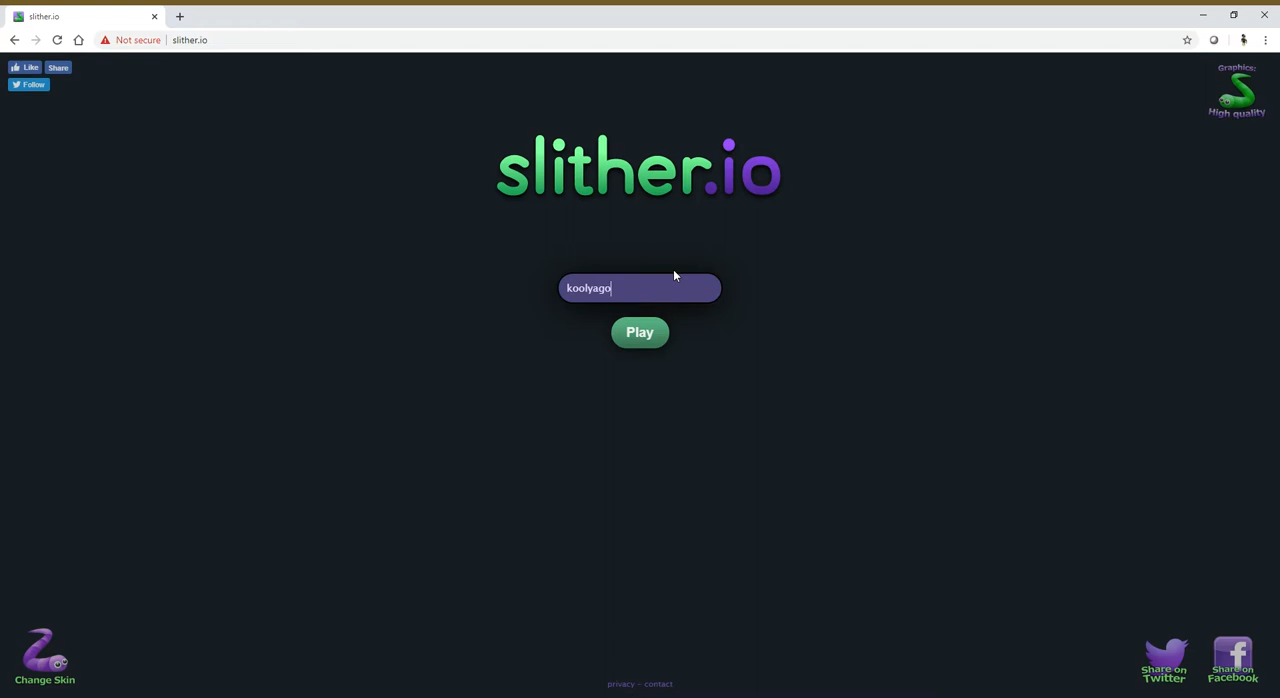 slither.io
Not secure
slither.io
Like
Share
Follow
Graphics:
High quality
slither.io
koolyago
Play
Change Skin
Share on
Twitter
Share on
Facebook
privacy - contact